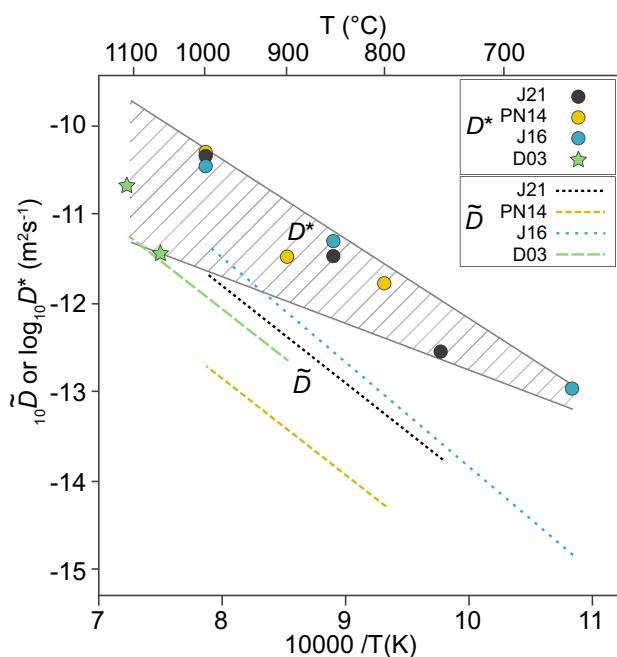 T (°C)
1100 1000 900 800 700
-10
-11
-12
-13
-14
-15
7 8 9 10 11
10000 /T(K)
₁₀D̃ or log₁₀D* (m²s⁻¹)
D*
D̃
D*
J21
PN14
J16
D03
D̃
J21
PN14
J16
D03